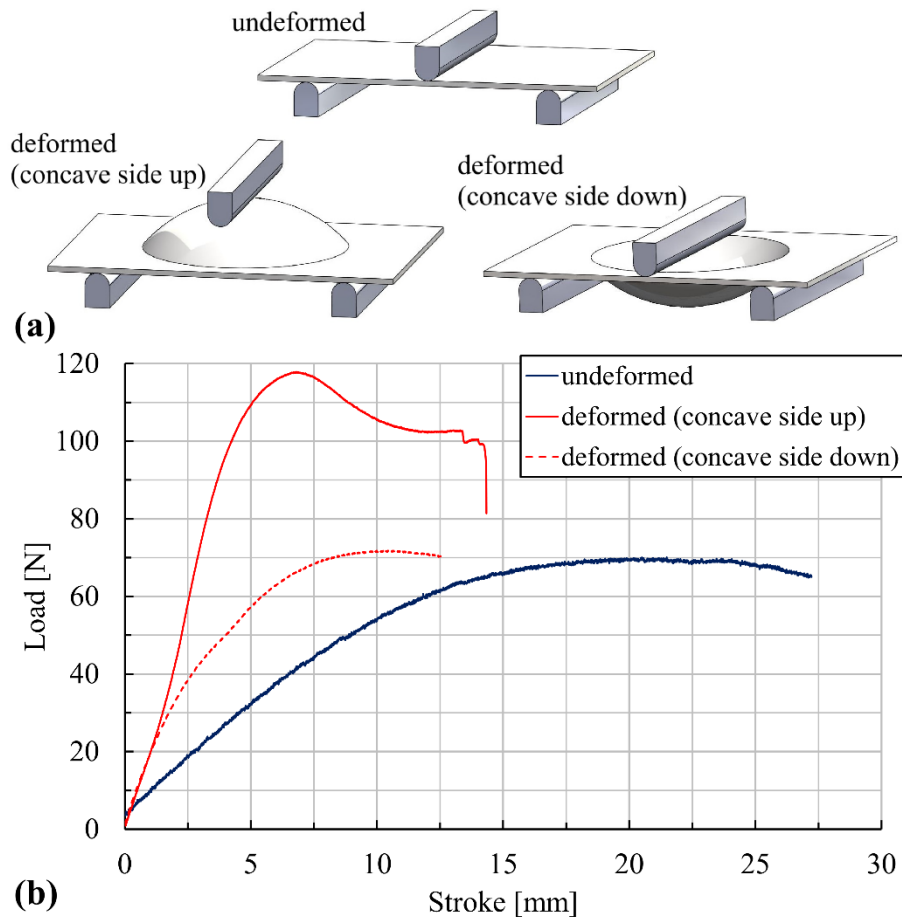 undeformed
deformed
(concave side up)
deformed
(concave side down)
(a)
undeformed
deformed (concave side up)
deformed (concave side down)
120
100
80
60
40
20
0
Load [N]
0 5 10 15 20 25 30
Stroke [mm]
(b)